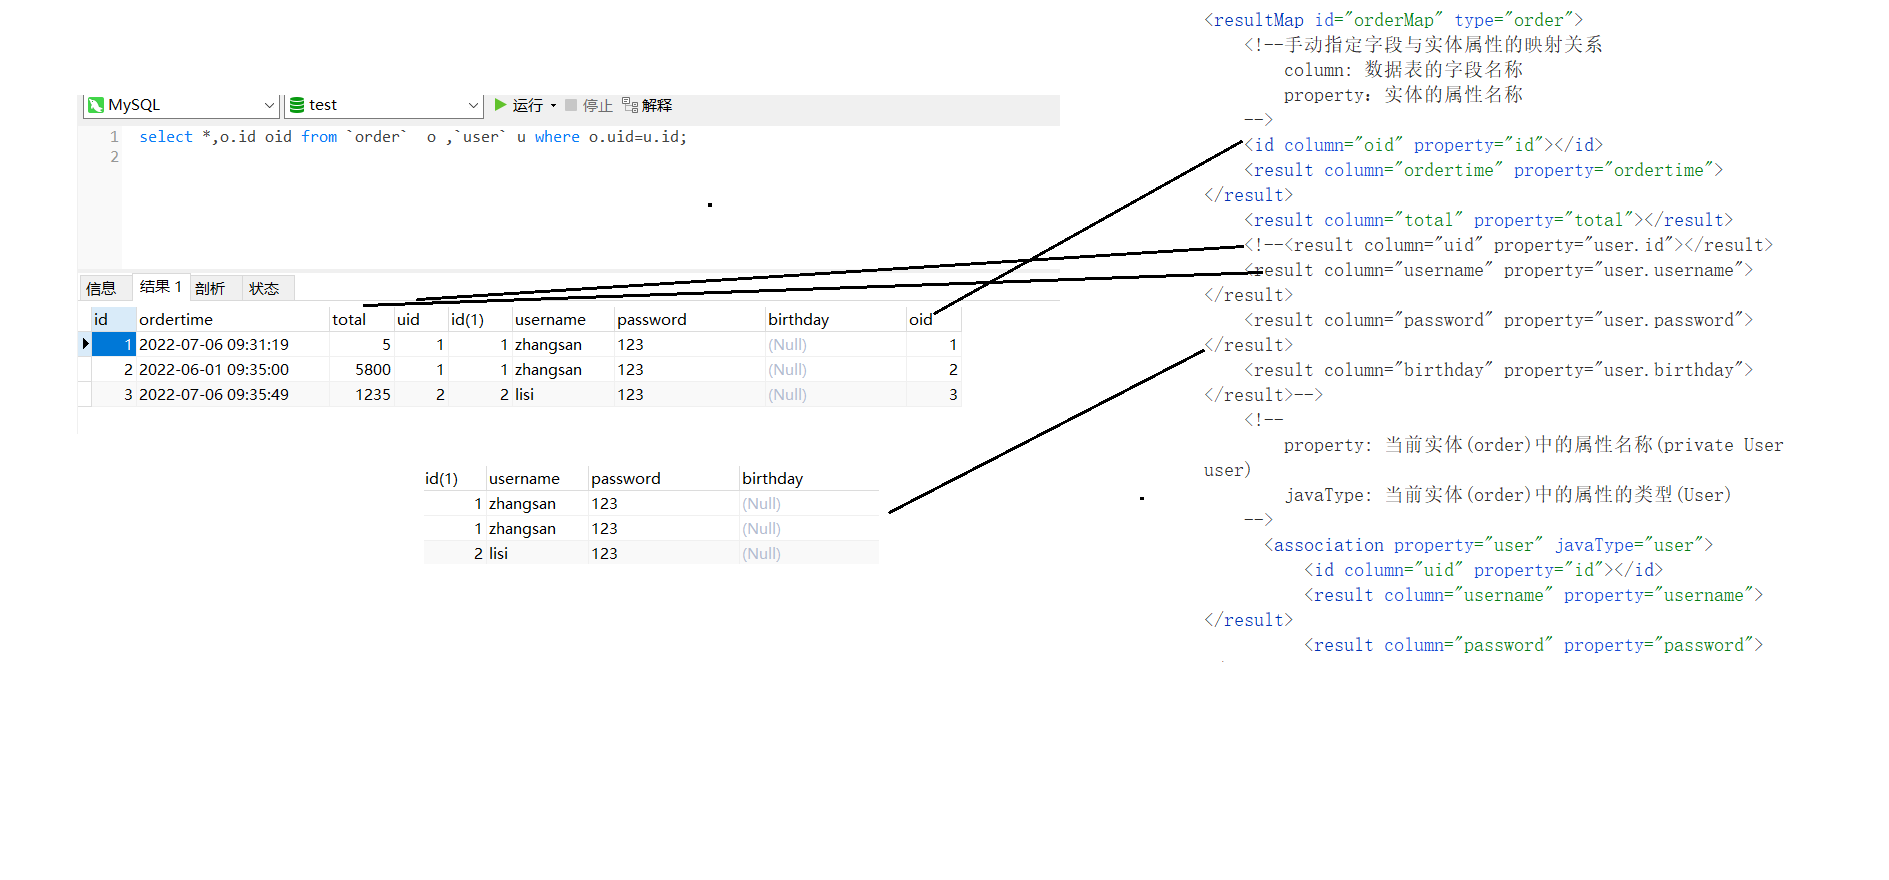 MySQL test 运行 停止 解释
1 select *,o.id oid from `order`  o ,`user` u where o.uid=u.id;
2
信息 结果 1 剖析 状态
id ordertime total uid id(1) username password birthday oid
1 2022-07-06 09:31:19 5 1 1 zhangsan 123 (Null) 1
2 2022-06-01 09:35:00 5800 1 1 zhangsan 123 (Null) 2
3 2022-07-06 09:35:49 1235 2 2 lisi 123 (Null) 3
id(1) username password birthday
1 zhangsan 123 (Null)
1 zhangsan 123 (Null)
2 lisi 123 (Null)
<resultMap id="orderMap" type="order">
<!--手动指定字段与实体属性的映射关系
column: 数据表的字段名称
property：实体的属性名称
-->
<id column="oid" property="id"></id>
<result column="ordertime" property="ordertime">
</result>
<result column="total" property="total"></result>
<!--<result column="uid" property="user.id"></result>
<result column="username" property="user.username">
</result>
<result column="password" property="user.password">
</result>
<result column="birthday" property="user.birthday">
</result>-->
<!--
property: 当前实体(order)中的属性名称(private User
user)
javaType: 当前实体(order)中的属性的类型(User)
-->
<association property="user" javaType="user">
<id column="uid" property="id"></id>
<result column="username" property="username">
</result>
<result column="password" property="password">